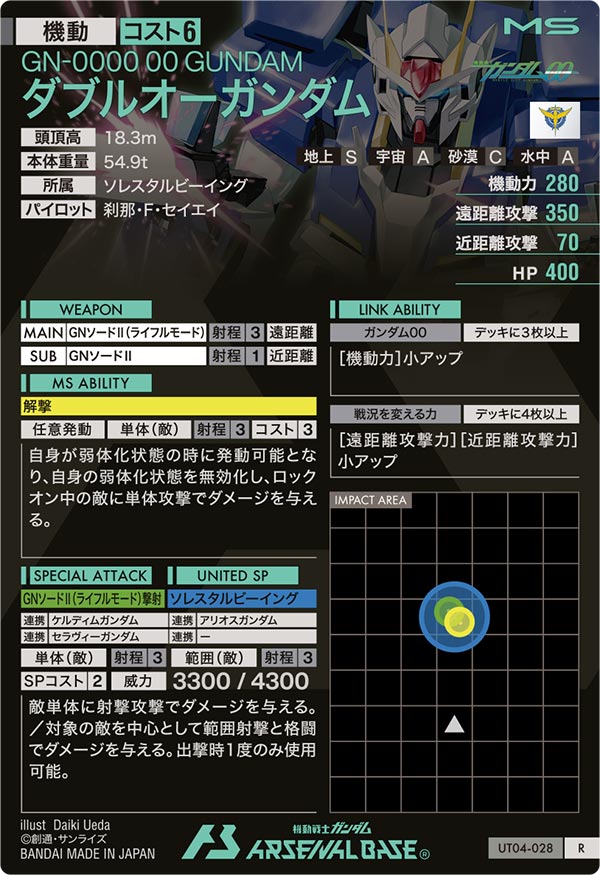 機動 コスト6
MS
GN-0000 00 GUNDAM
ダブルオーガンダム
ガンダム00
頭頂高 18.3m
本体重量 54.9t
所属 ソレスタルビーイング
パイロット 刹那・F・セイエイ
地上 S 宇宙 A 砂漠 C 水中 A
機動力 280
遠距離攻撃 350
近距離攻撃 70
HP 400
WEAPON
MAIN GNソードⅡ(ライフルモード) 射程 3 遠距離
SUB GNソードⅡ 射程 1 近距離
MS ABILITY
解撃
任意発動 単体(敵) 射程 3 コスト 3
自身が弱体化状態の時に発動可能とな
り、自身の弱体化状態を無効化し、ロック
オン中の敵に単体攻撃でダメージを与え
る。
LINK ABILITY
ガンダム00 デッキに3枚以上
[機動力]小アップ
戦況を変える力 デッキに4枚以上
[遠距離攻撃力][近距離攻撃力]
小アップ
SPECIAL ATTACK UNITED SP
GNソードⅡ(ライフルモード)撃射 ソレスタルビーイング
連携 ケルディムガンダム 連携 アリオスガンダム
連携 セラヴィーガンダム 連携 ―
単体(敵) 射程 3 範囲(敵) 射程 3
SPコスト 2 威力 3300 / 4300
敵単体に射撃攻撃でダメージを与える。
/対象の敵を中心として範囲射撃と格闘
でダメージを与える。出撃時1度のみ使用
可能。
IMPACT AREA
illust Daiki Ueda
©創通・サンライズ
BANDAI MADE IN JAPAN
機動戦士ガンダム
ARSENAL BASE®
UT04-028 R